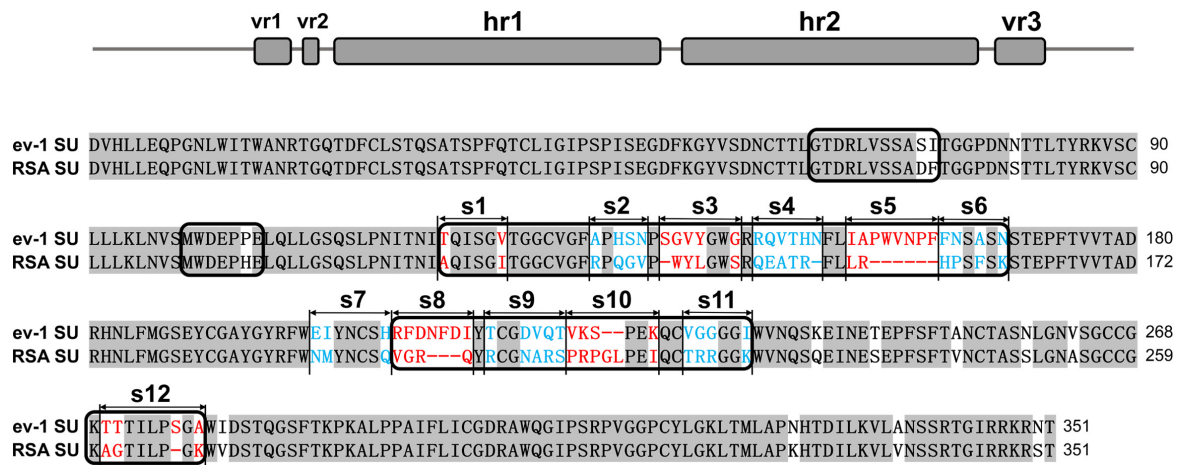 vr1 vr2 hr1 hr2 vr3
ev-1 SU DVHLLEQPGNLWITWANRTGQTDFCLSTQSATSPFQTCLIGIPSPISEGDFKGYVSDNCTTLGTDRLVSSASITGGPDNNTTLTYRKVSC 90
RSA SU DVHLLEQPGNLWITWANRTGQTDFCLSTQSATSPFQTCLIGIPSPISEGDFKGYVSDNCTTLGTDRLVSSADFTGGPDNSTTLTYRKVSC 90
s1 s2 s3 s4 s5 s6
ev-1 SU LLLKLNVSMWDEPPELQLLGSQSLPNITNITQISGVTGGCVGFAPHSNPSGVYGWGRRQVTHNFLIAPWVNPFFNSASNSTEPFTVVTAD 180
RSA SU LLLKLNVSMWDEPHELQLLGSQSLPNITNIAQISGITGGCVGFRPQGVP-WYLGWSRQEATR-FLLR------HPSFSKSTEPFTVVTAD 172
s7 s8 s9 s10 s11
ev-1 SU RHNLFMGSEYCGAYGYRFWEIYNCSHRFDNFDIYTCGDVQTVKS--PEKQCVGGGGIWVNQSKEINETEPFSFTANCTASNLGNVSGCCG 268
RSA SU RHNLFMGSEYCGAYGYRFWNMYNCSQVGR---QYRCGNARSPRPGLPEIQCTRRGGKWVNQSQEINESEPFSFTVNCTASSLGNASGCCG 259
s12
ev-1 SU KTTTILPSGAWIDSTQGSFTKPKALPPAIFLICGDRAWQGIPSRPVGGPCYLGKLTMLAPNHTDILKVLANSSRTGIRRKRNT 351
RSA SU KAGTILP-GKWVDSTQGSFTKPKALPPAIFLICGDRAWQGIPSRPVGGPCYLGKLTMLAPKHTDILKVLVNSSRTGIRRKRST 351